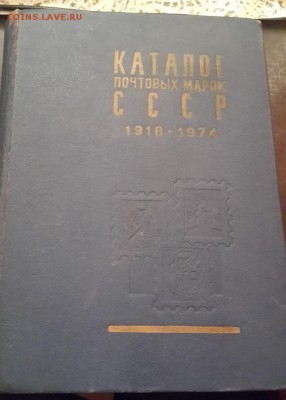 COINS.LAVE.RU
КАТАЛОГ
ПОЧТОВЫХ МАРОК
СССР
1918-1974